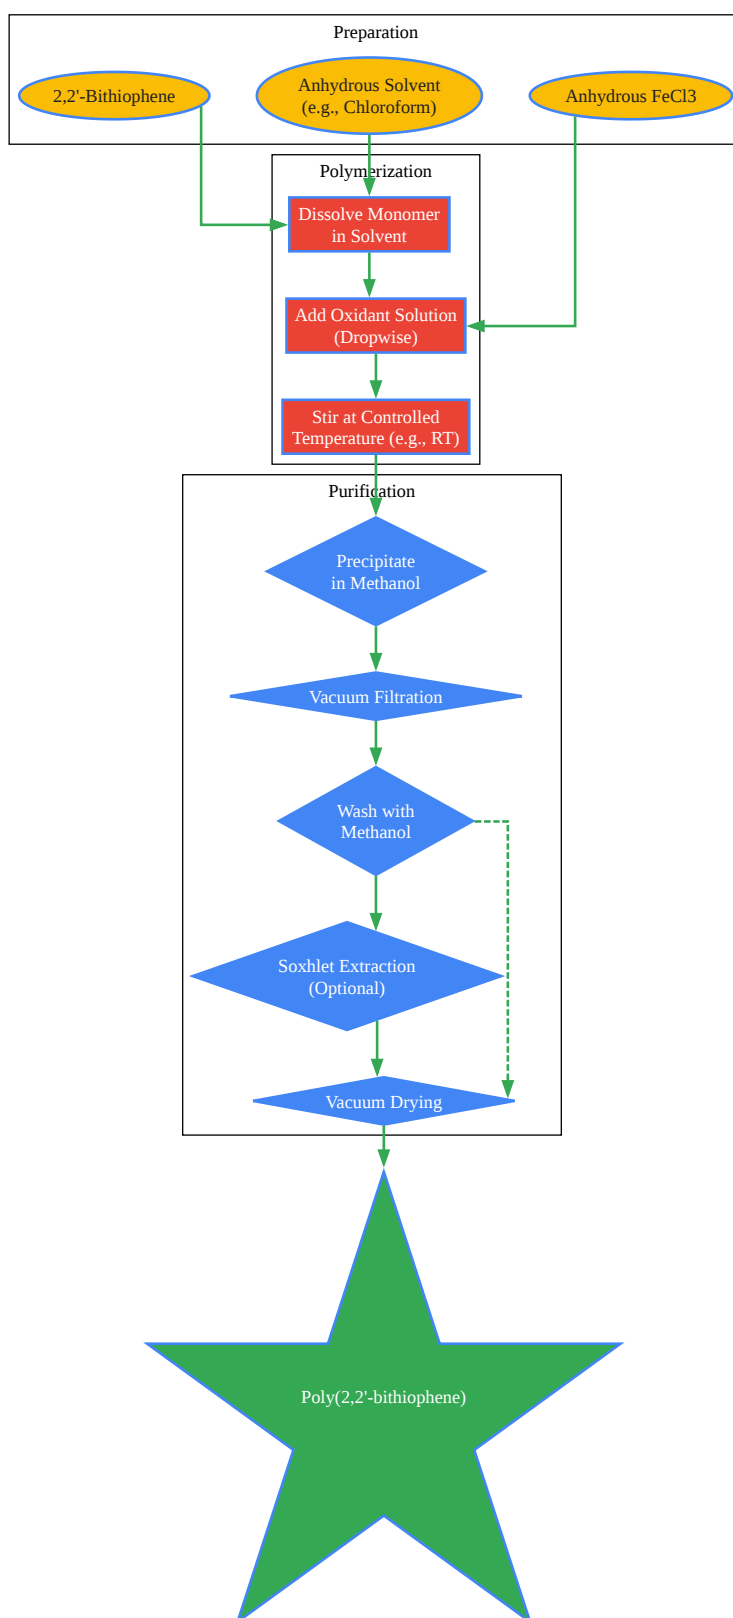 Preparation
2,2'-Bithiophene
Anhydrous Solvent
(e.g., Chloroform)
Anhydrous FeCl3
Polymerization
Dissolve Monomer
in Solvent
Add Oxidant Solution
(Dropwise)
Stir at Controlled
Temperature (e.g., RT)
Purification
Precipitate
in Methanol
Vacuum Filtration
Wash with
Methanol
Soxhlet Extraction
(Optional)
Vacuum Drying
Poly(2,2'-bithiophene)